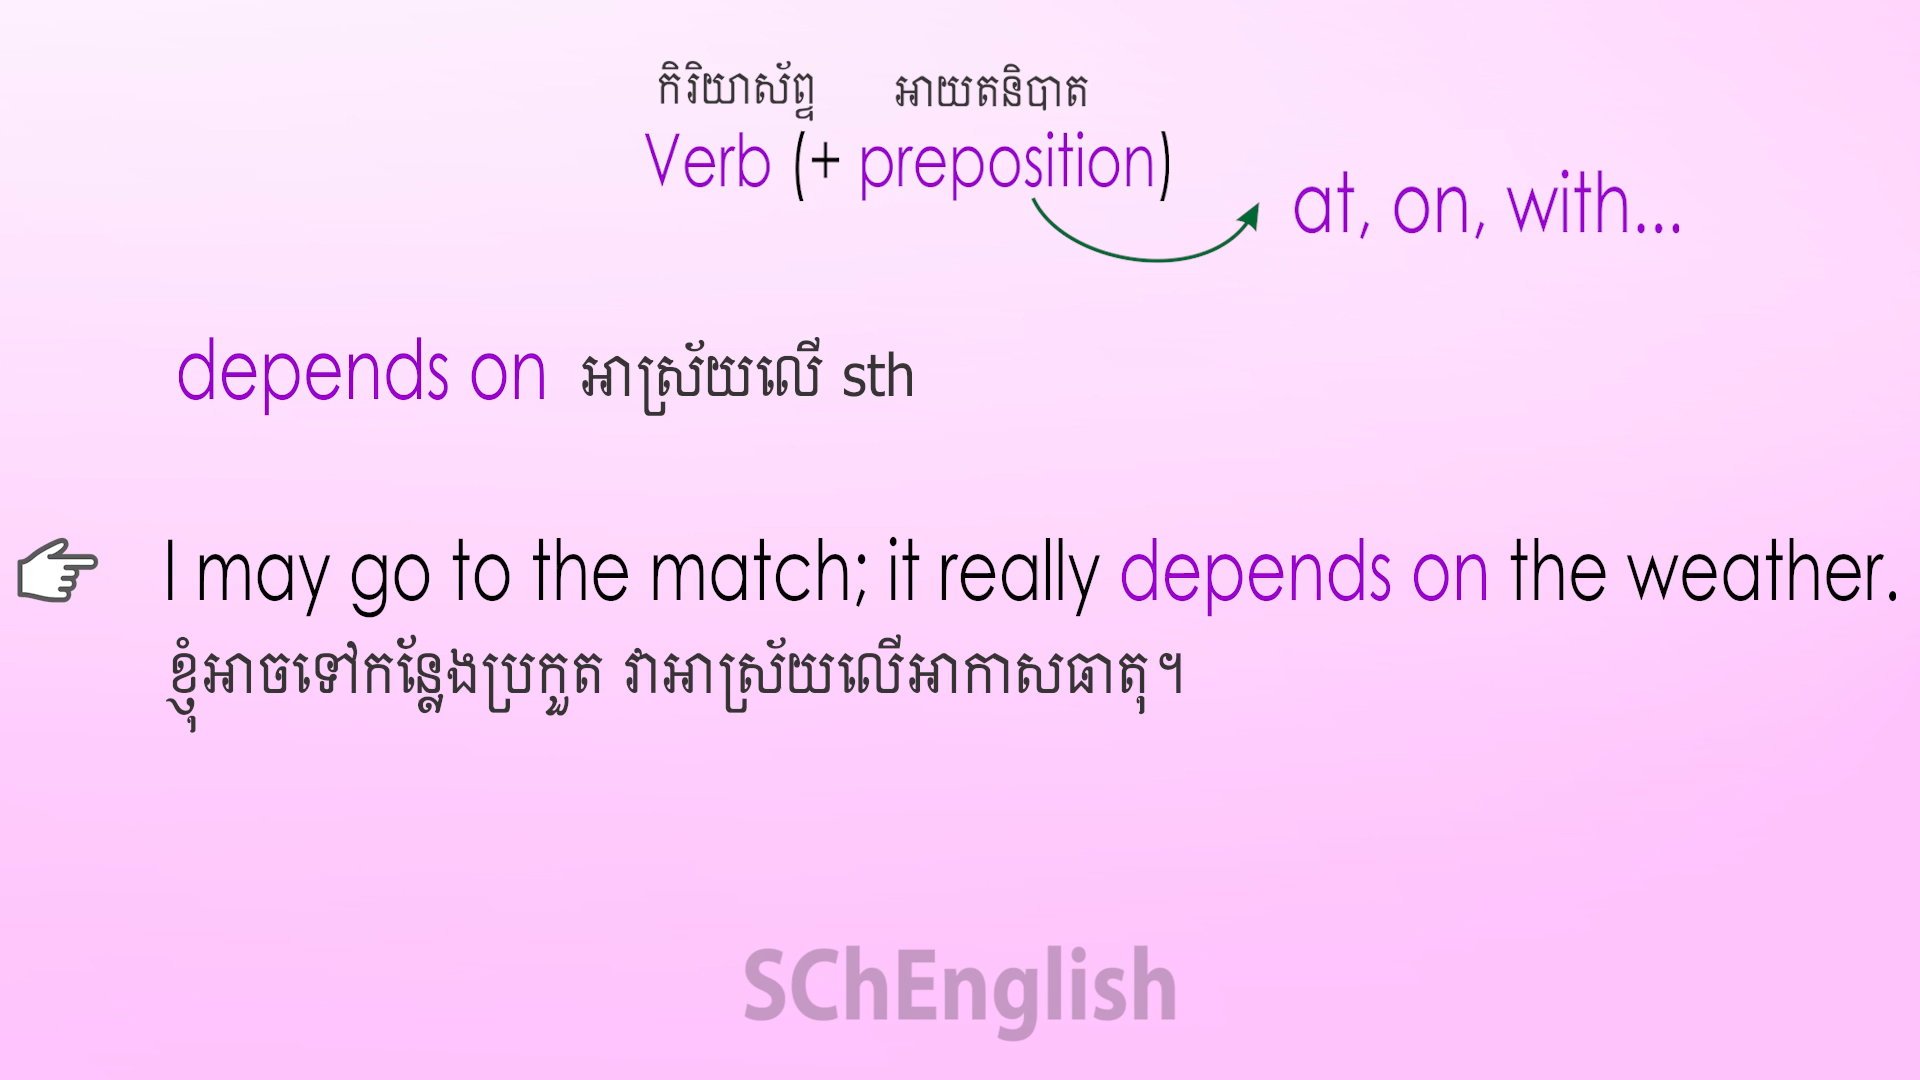 កិរិយាស័ព្ទ អាយតនិបាត
Verb (+ preposition)
at, on, with...
depends on អាស្រ័យលើ sth
I may go to the match; it really depends on the weather.
ខ្ញុំអាចទៅកន្លែងប្រកួត វាអាស្រ័យលើអាកាសធាតុ។
SChEnglish